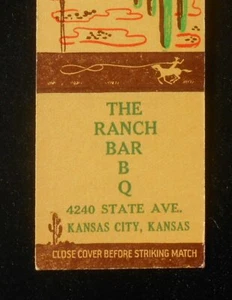 THE
RANCH
BAR
B
Q
4240 STATE AVE.
KANSAS CITY, KANSAS
CLOSE COVER BEFORE STRIKING MATCH